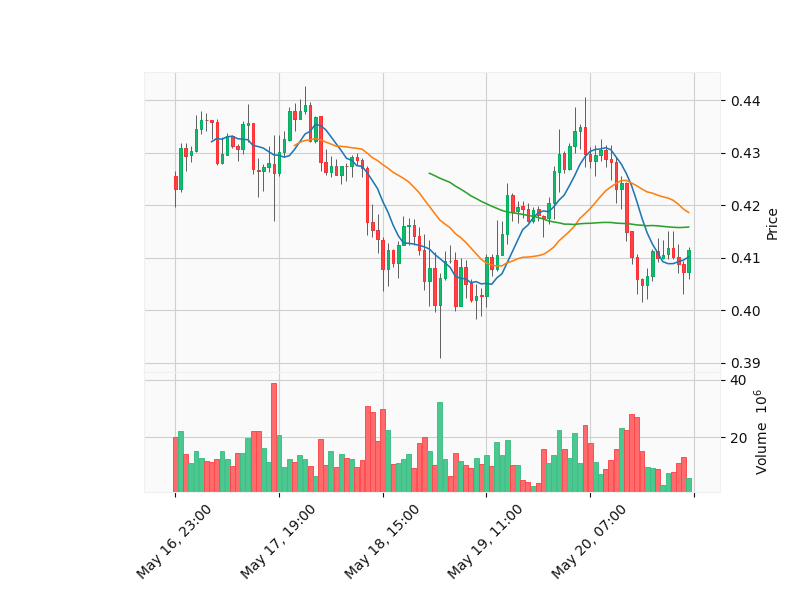 0.44
0.43
0.42
0.41
0.40
0.39
Price
40
20
Volume 10^6
May 16, 23:00
May 17, 19:00
May 18, 15:00
May 19, 11:00
May 20, 07:00